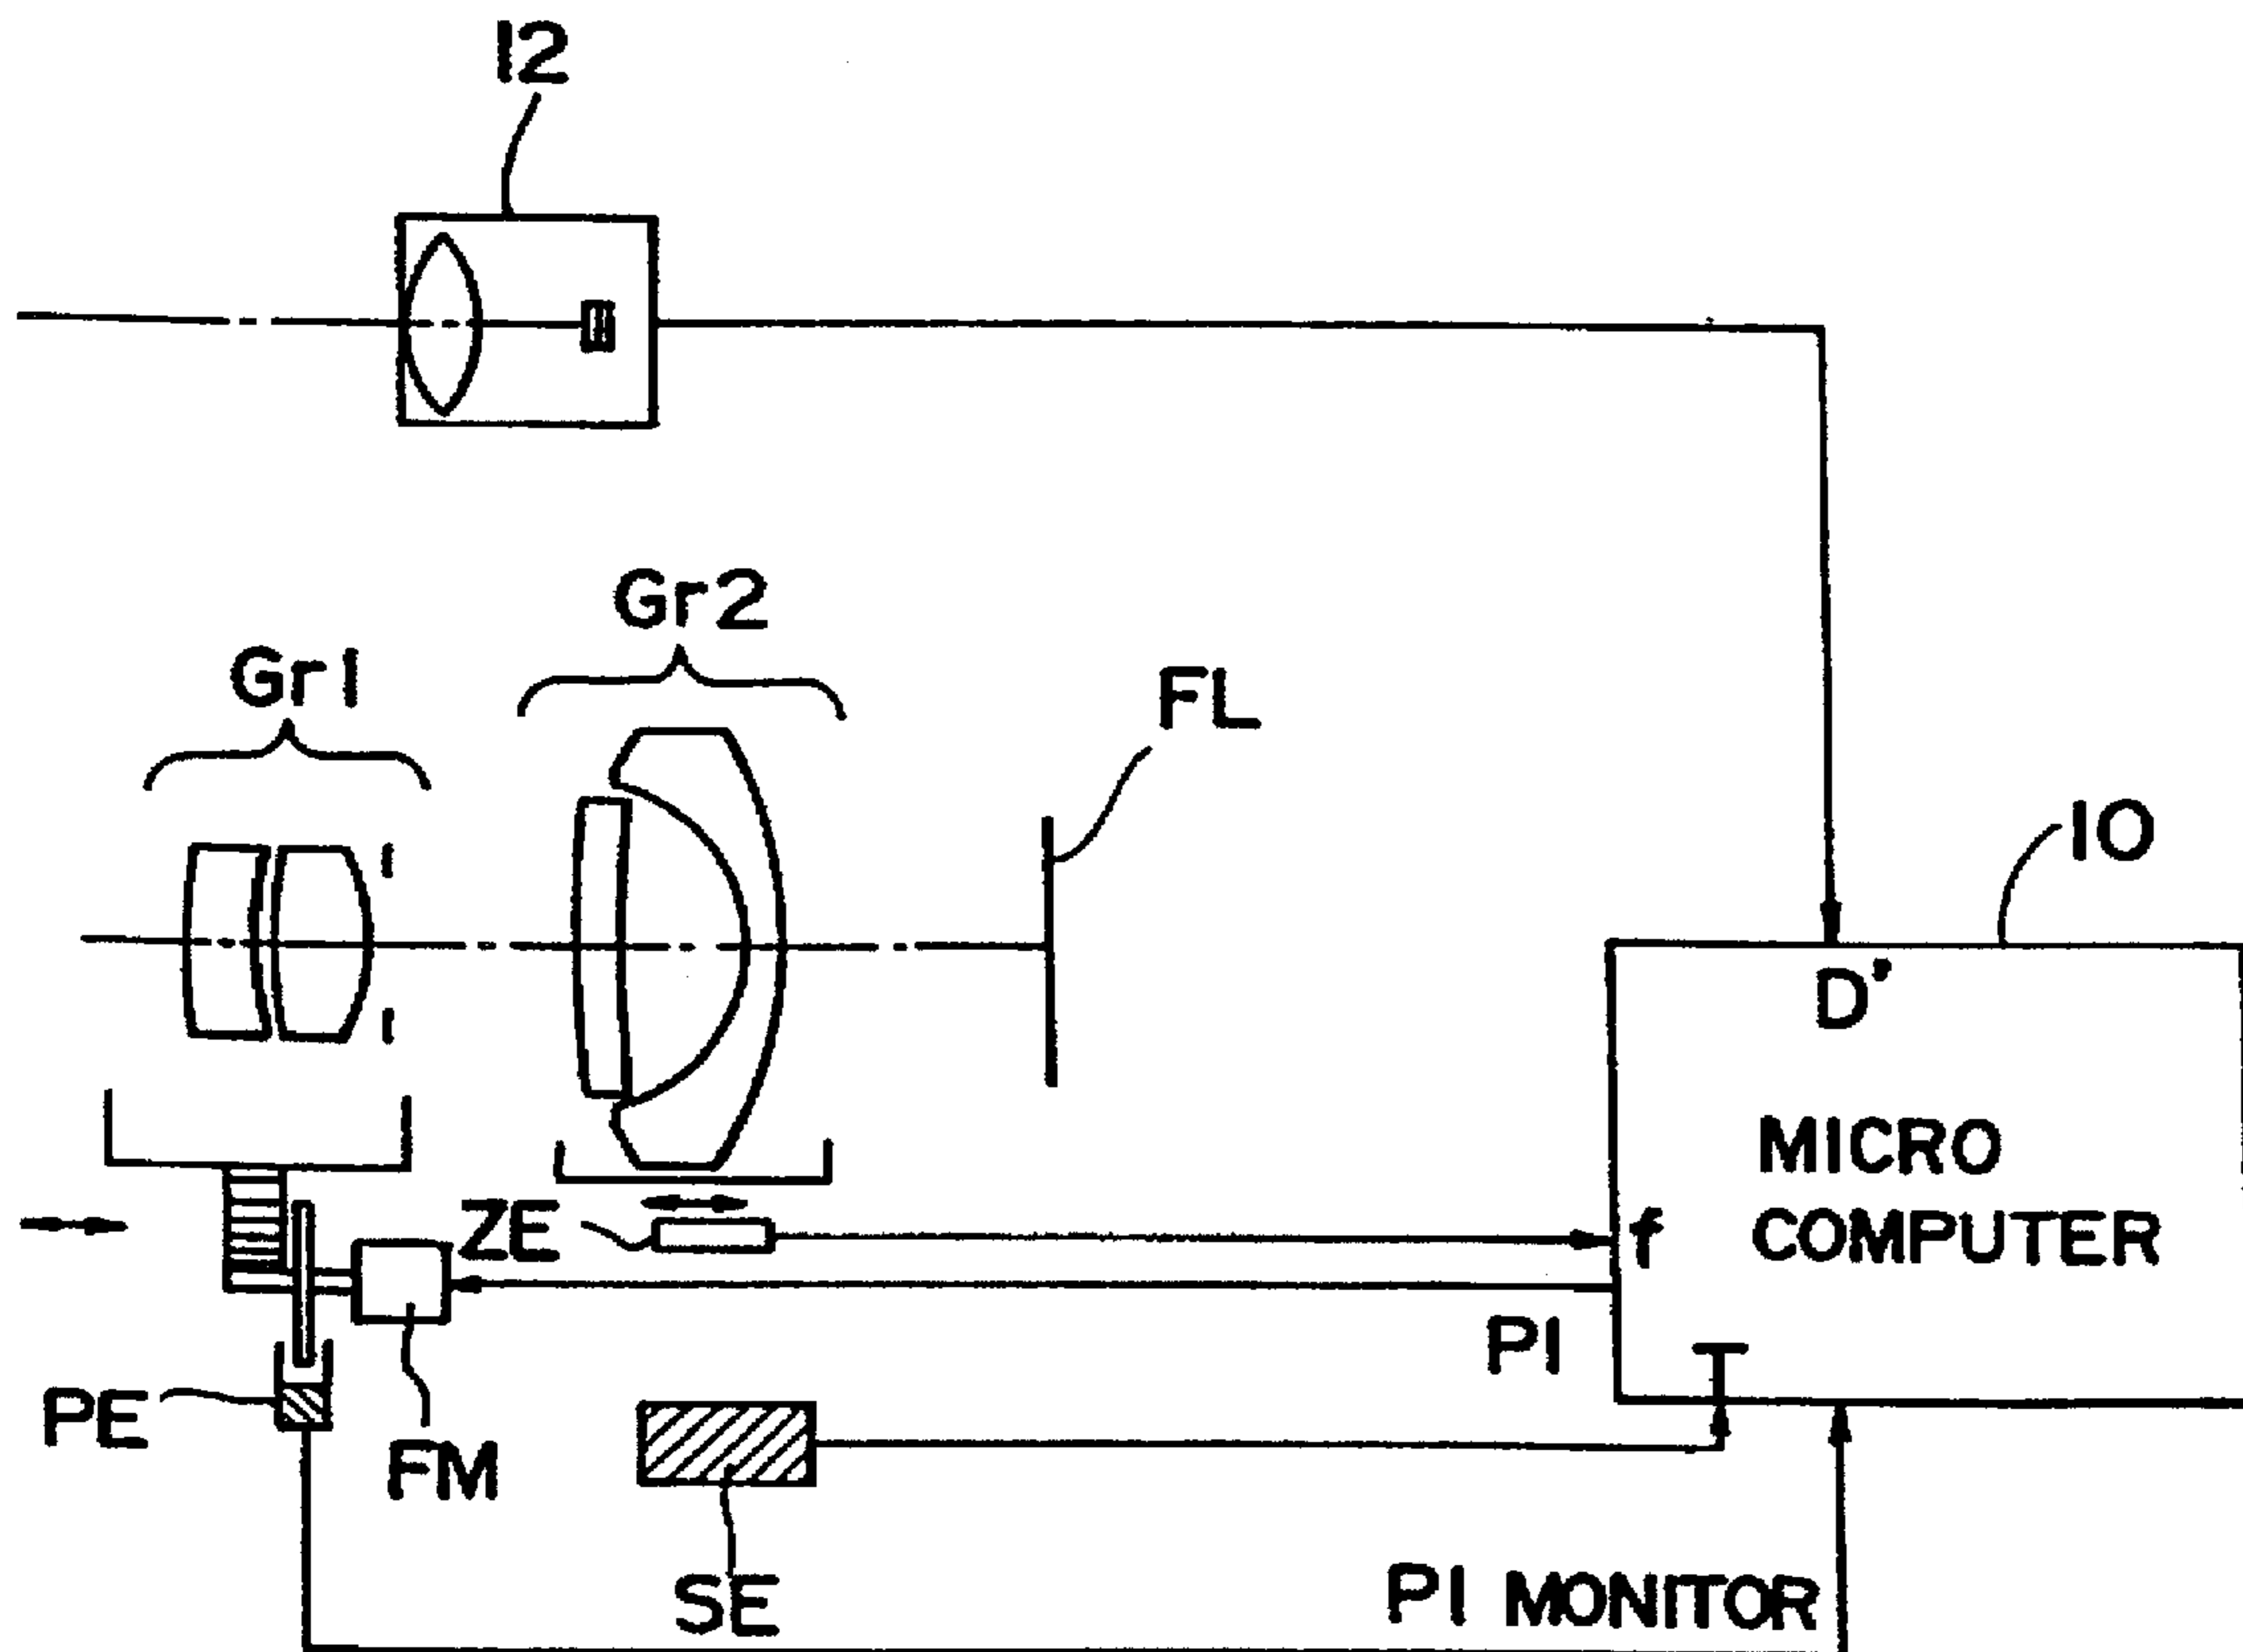 12
Gr2
Gr1
FL
10
D'
MICRO
COMPUTER
ZE
f
PI
T
PE
FM
SE
PI MONITOR